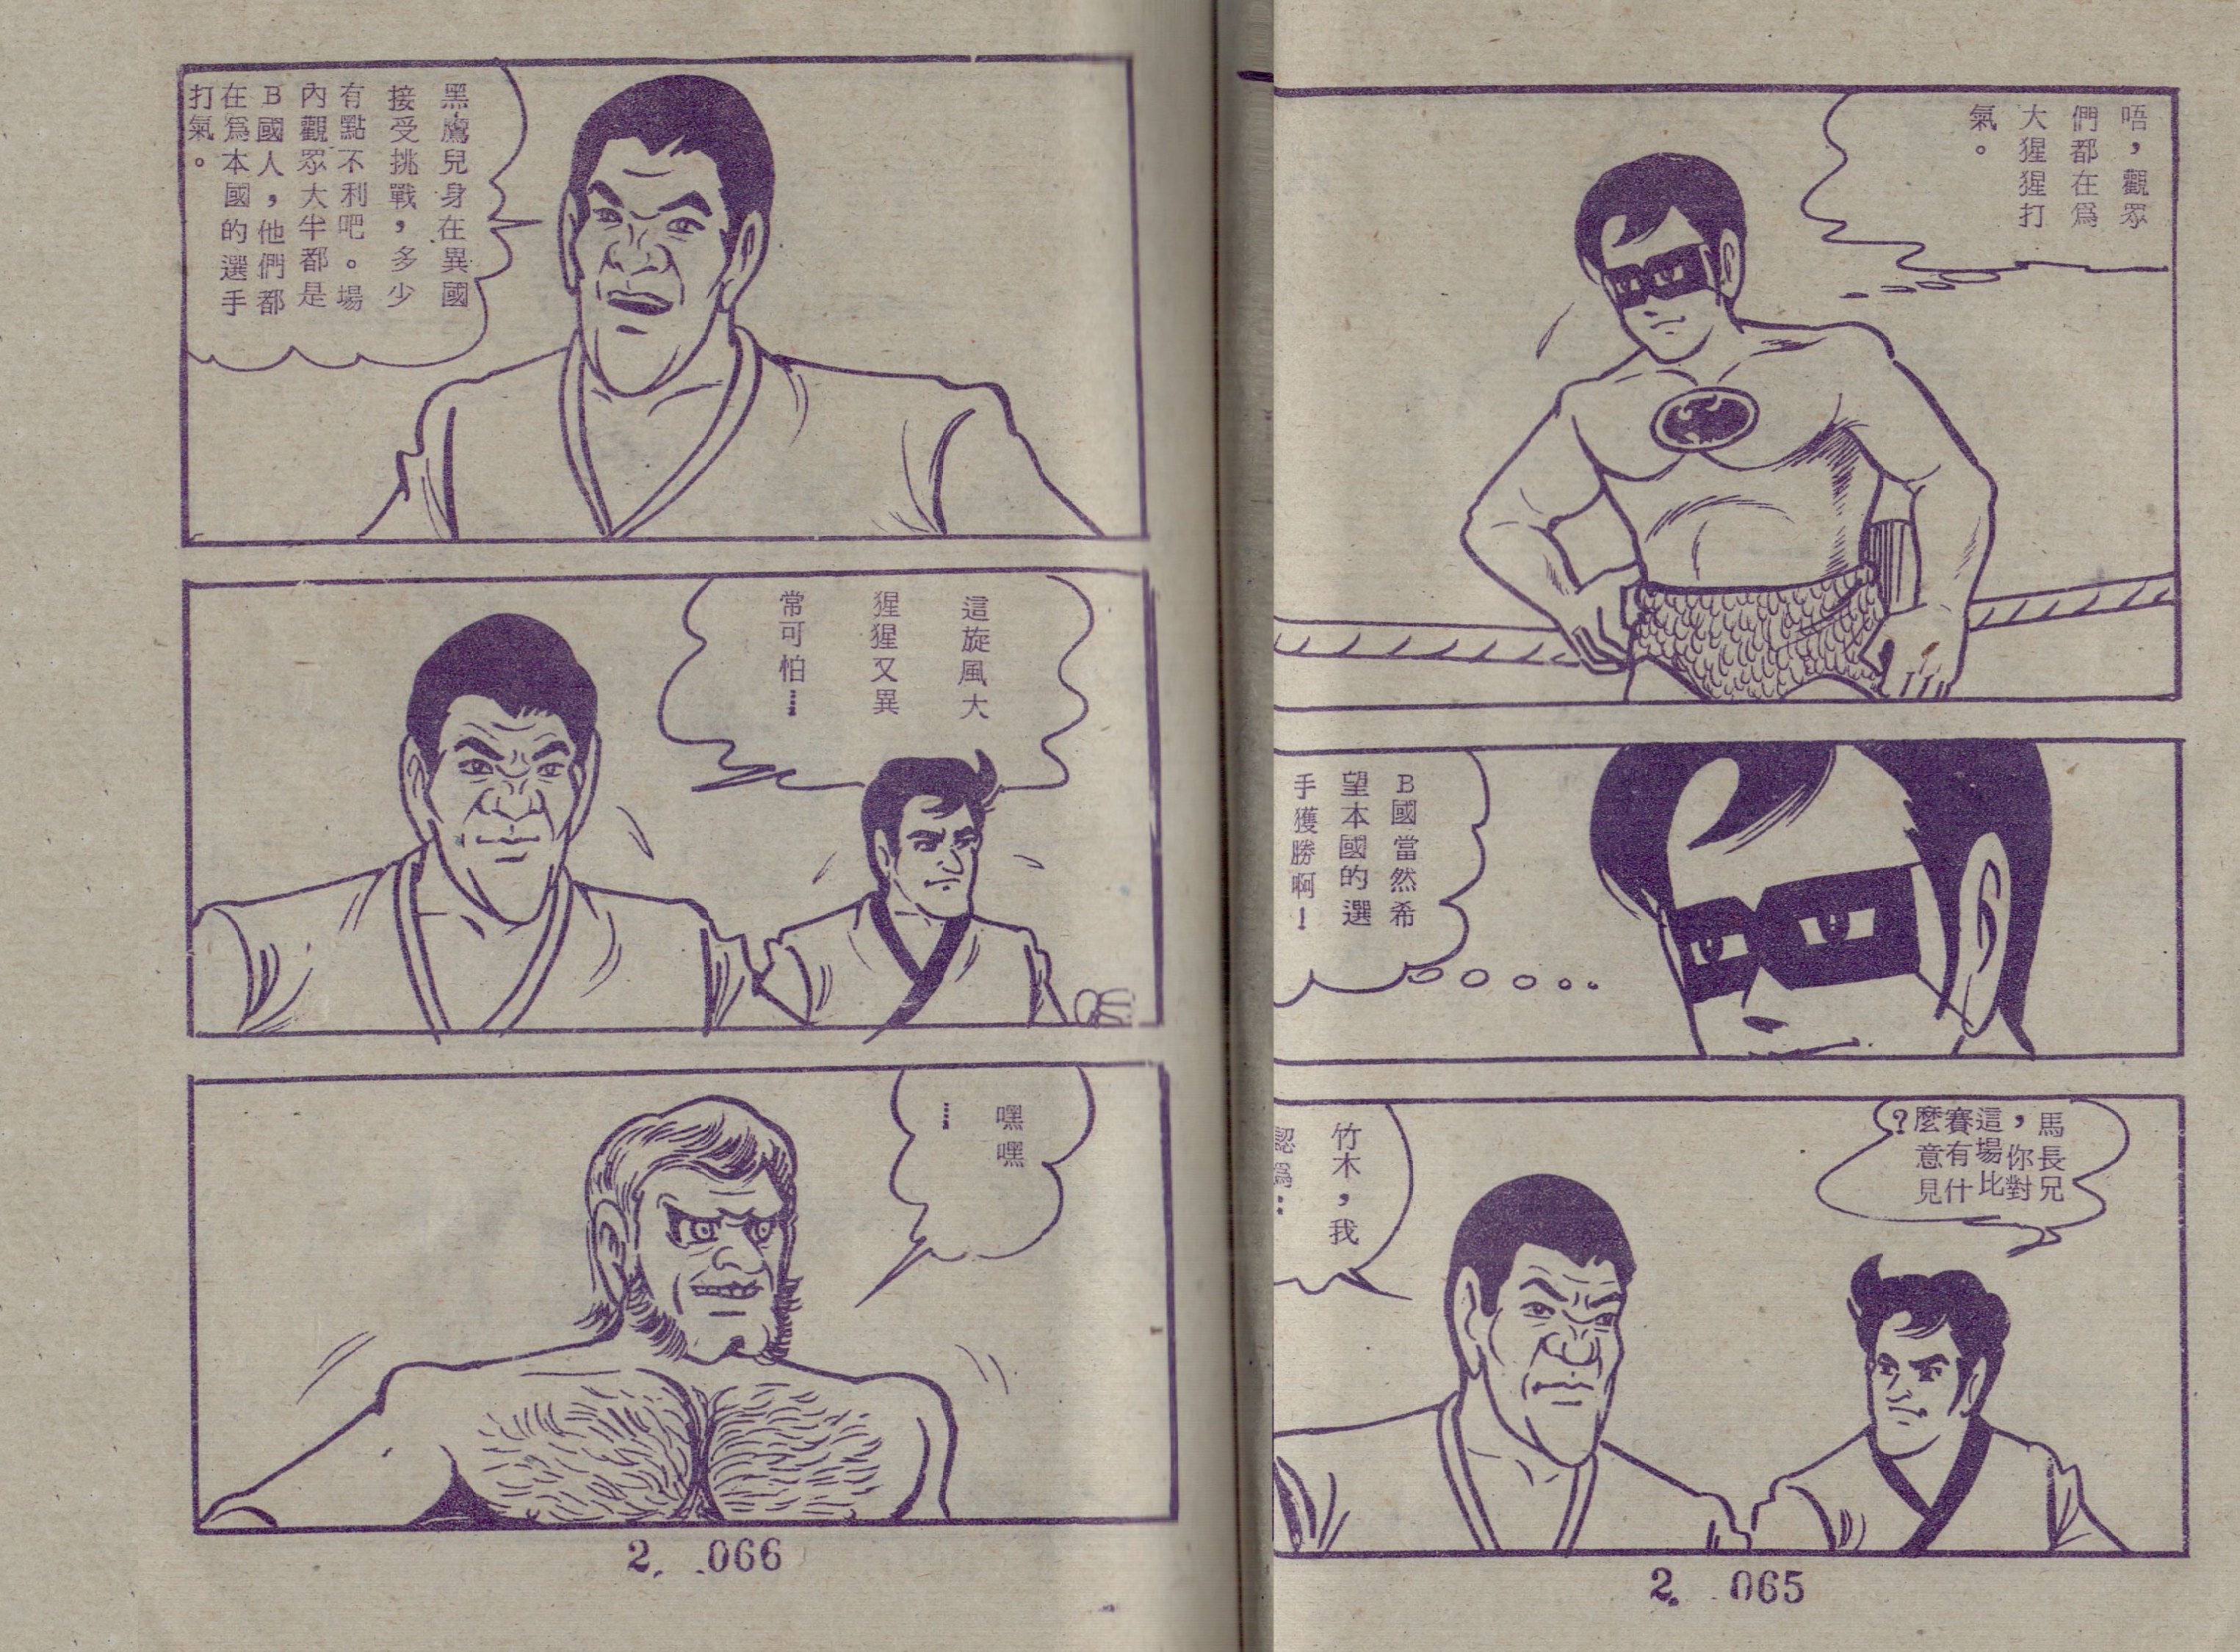 唔，觀眾
們都在爲
大猩猩打
氣。
B國當然希
望本國的選
手獲勝啊！
馬長兄
，你對
這場比
賽有什
麼意見
？
竹木，我
認爲：
2. 065
黑鷹兒身在異國
接受挑戰，多少
有點不利吧。場
內觀眾大半都是
B國人，他們都
在爲本國的選手
打氣。
這旋風大
猩猩又異
常可怕┅
嘿嘿
┅
2. .066